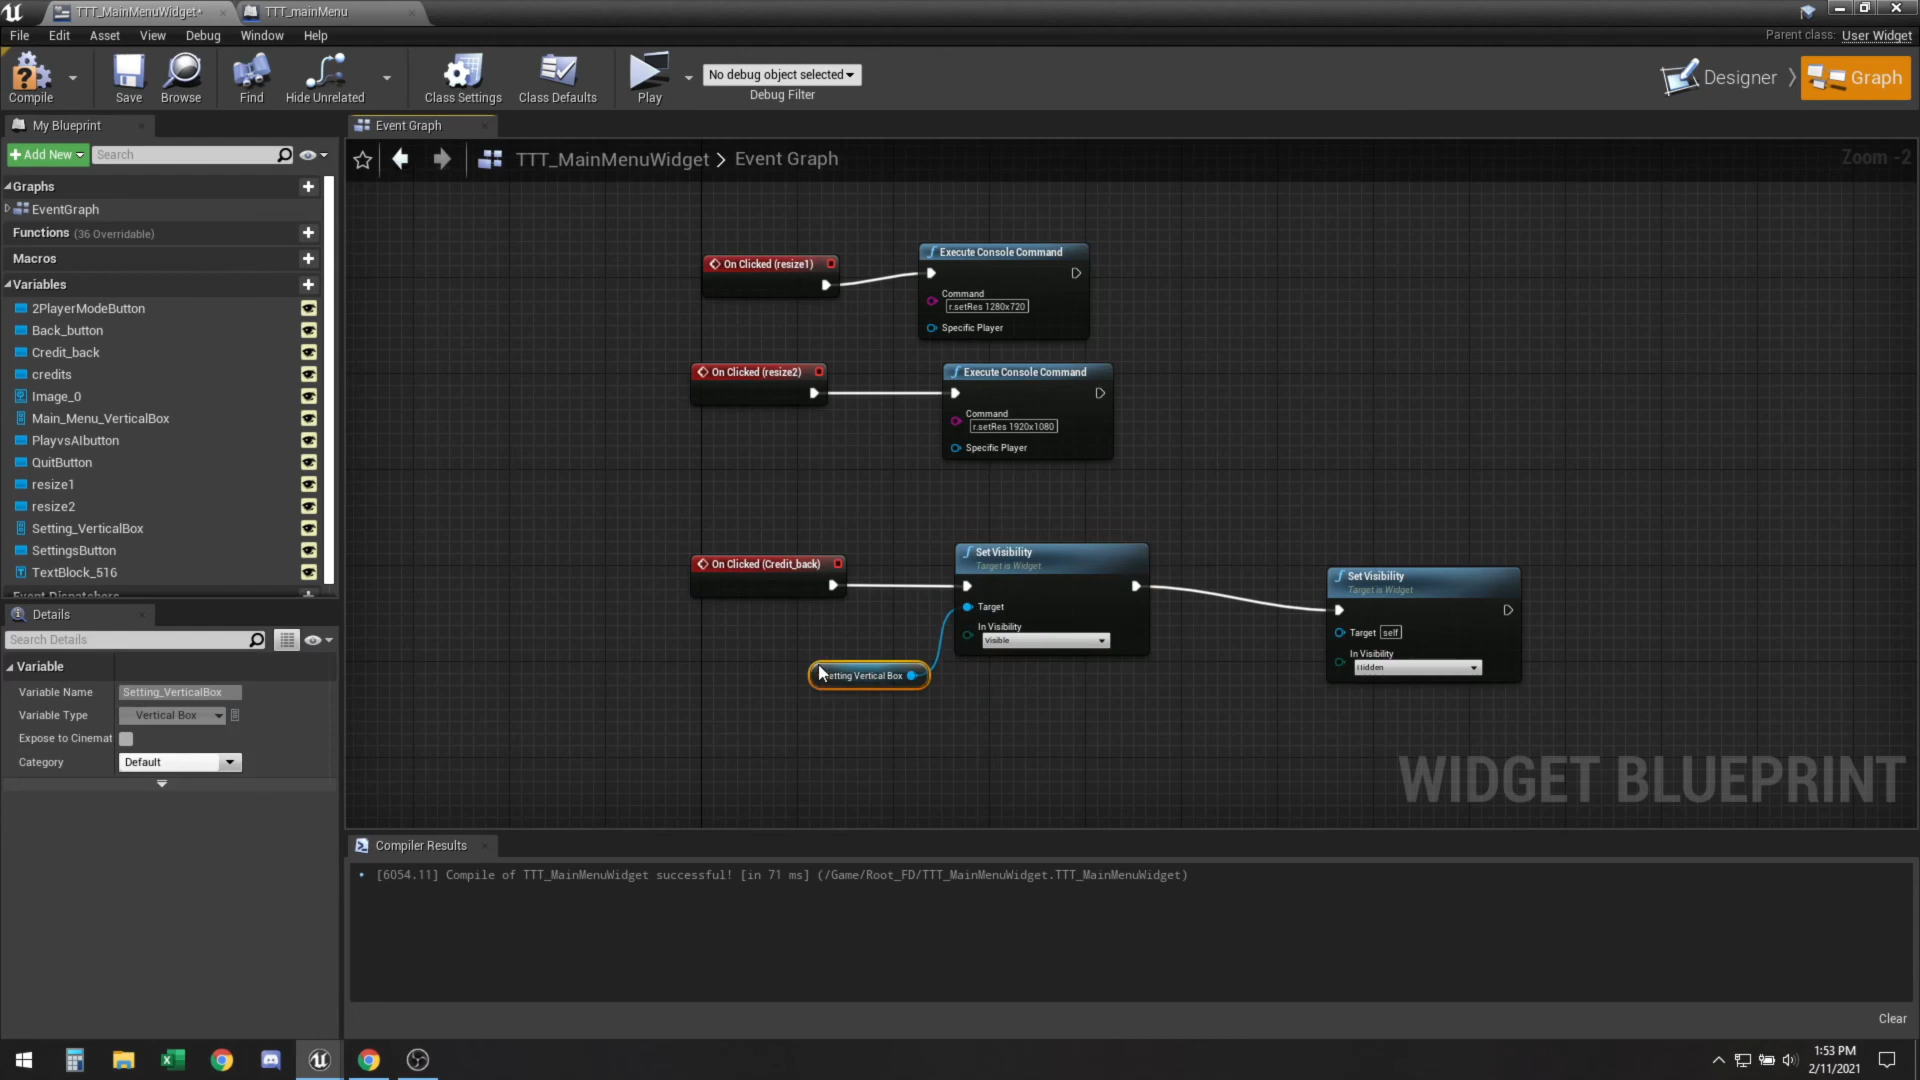 TTT_MainMenuWidget*
TTT_mainMenu
File Edit Asset View Debug Window Help
Parent class: User Widget
Compile
Save
Browse
Find
Hide Unrelated
Class Settings
Class Defaults
Play
No debug object selected
Debug Filter
Designer
Graph
My Blueprint
Event Graph
Add New
Search
TTT_MainMenuWidget > Event Graph
Zoom -2
Graphs
EventGraph
Functions (36 Overridable)
Macros
Variables
2PlayerModeButton
Back_button
Credit_back
credits
Image_0
Main_Menu_VerticalBox
PlayvsAIbutton
QuitButton
resize1
resize2
Setting_VerticalBox
SettingsButton
TextBlock_516
Event Dispatchers
Details
Search Details
Variable
Variable Name Setting_VerticalBox
Variable Type Vertical Box
Expose to Cinemat
Category Default
On Clicked (resize1)
Execute Console Command
Command
r.setRes 1280x720
Specific Player
On Clicked (resize2)
Execute Console Command
Command
r.setRes 1920x1080
Specific Player
On Clicked (Credit_back)
Set Visibility
Target is Widget
Target
In Visibility
Visible
etting Vertical Box
Set Visibility
Target is Widget
Target self
In Visibility
Hidden
WIDGET BLUEPRINT
Compiler Results
[6054.11] Compile of TTT_MainMenuWidget successful! [in 71 ms] (/Game/Root_FD/TTT_MainMenuWidget.TTT_MainMenuWidget)
Clear
1:53 PM
2/11/2021